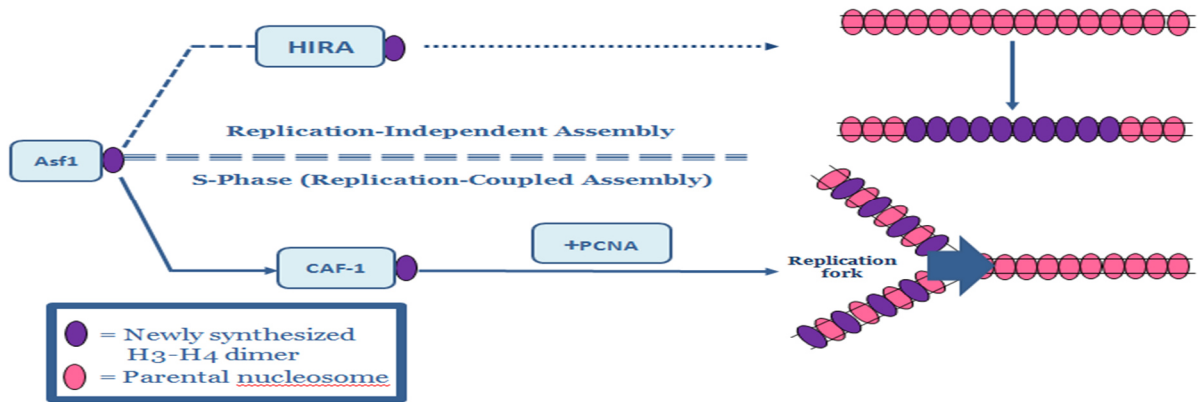 HIRA
Replication-Independent Assembly
Asf1
S-Phase (Replication-Coupled Assembly)
+PCNA
CAF-1
Replication
fork
= Newly synthesized
H3-H4 dimer
= Parental nucleosome